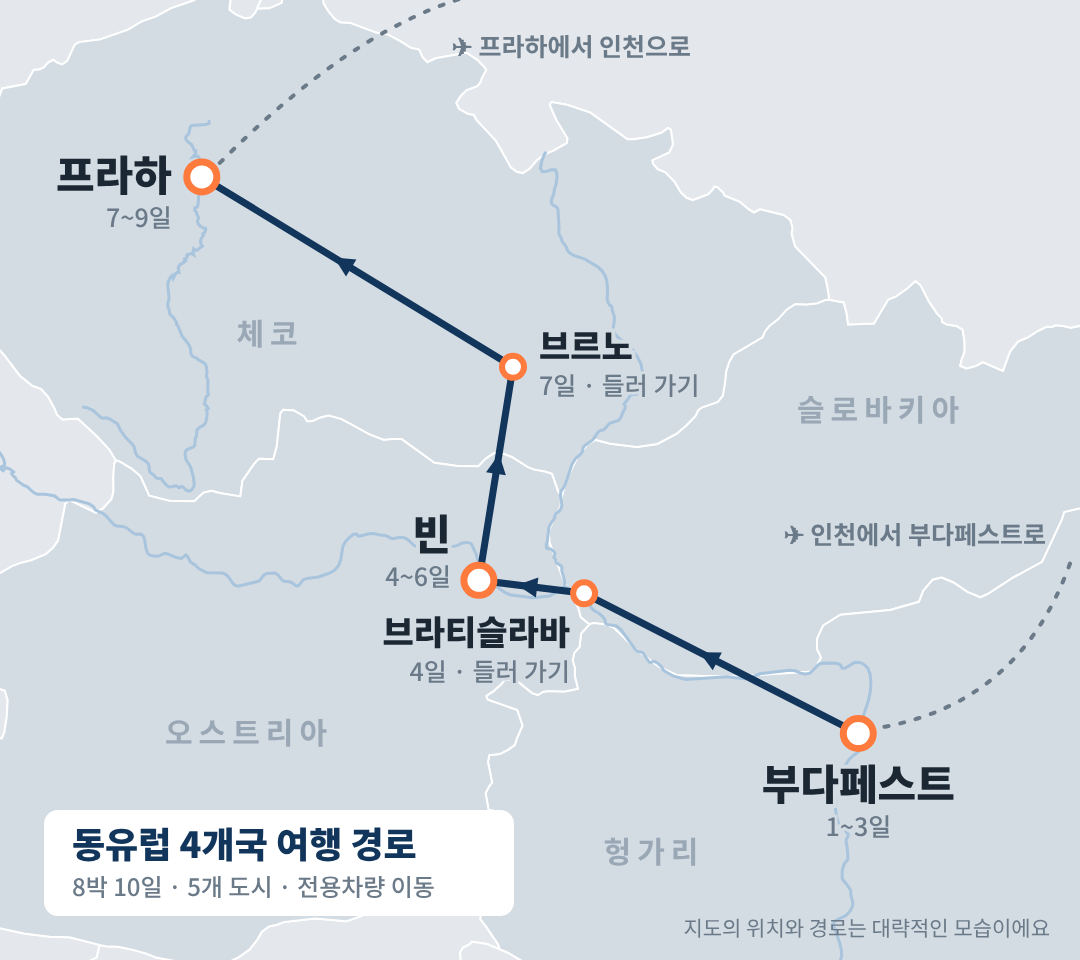 ✈ 프라하에서 인천으로
프라하
7~9일
체코
브르노
7일 · 들러 가기
슬로바키아
✈ 인천에서 부다페스트로
빈
4~6일
브라티슬라바
4일 · 들러 가기
오스트리아
부다페스트
1~3일
헝가리
동유럽 4개국 여행 경로
8박 10일 · 5개 도시 · 전용차량 이동
지도의 위치와 경로는 대략적인 모습이에요